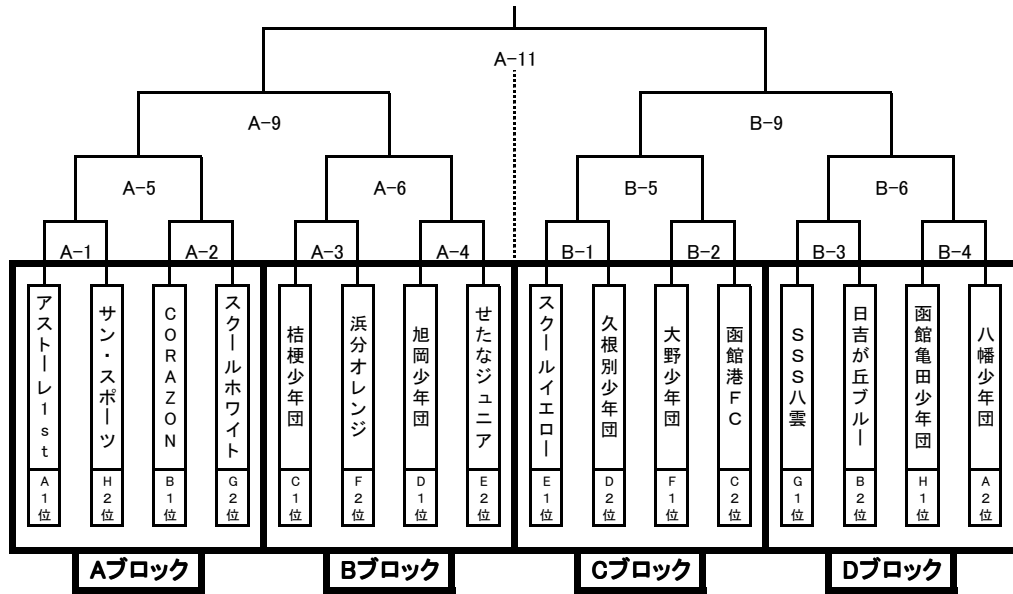 A-11
A-9
B-9
A-5
A-6
B-5
B-6
A-1
A-2
A-3
A-4
B-1
B-2
B-3
B-4
アストーレ1st
サン・スポーツ
CORAZON
スクールホワイト
桔梗少年団
浜分オレンジ
旭岡少年団
せたなジュニア
スクールイエロー
久根別少年団
大野少年団
函館港FC
SSS八雲
日吉が丘ブルー
函館亀田少年団
八幡少年団
A1位
H2位
B1位
G2位
C1位
F2位
D1位
E2位
E1位
D2位
F1位
C2位
G1位
B2位
H1位
A2位
Aブロック
Bブロック
Cブロック
Dブロック